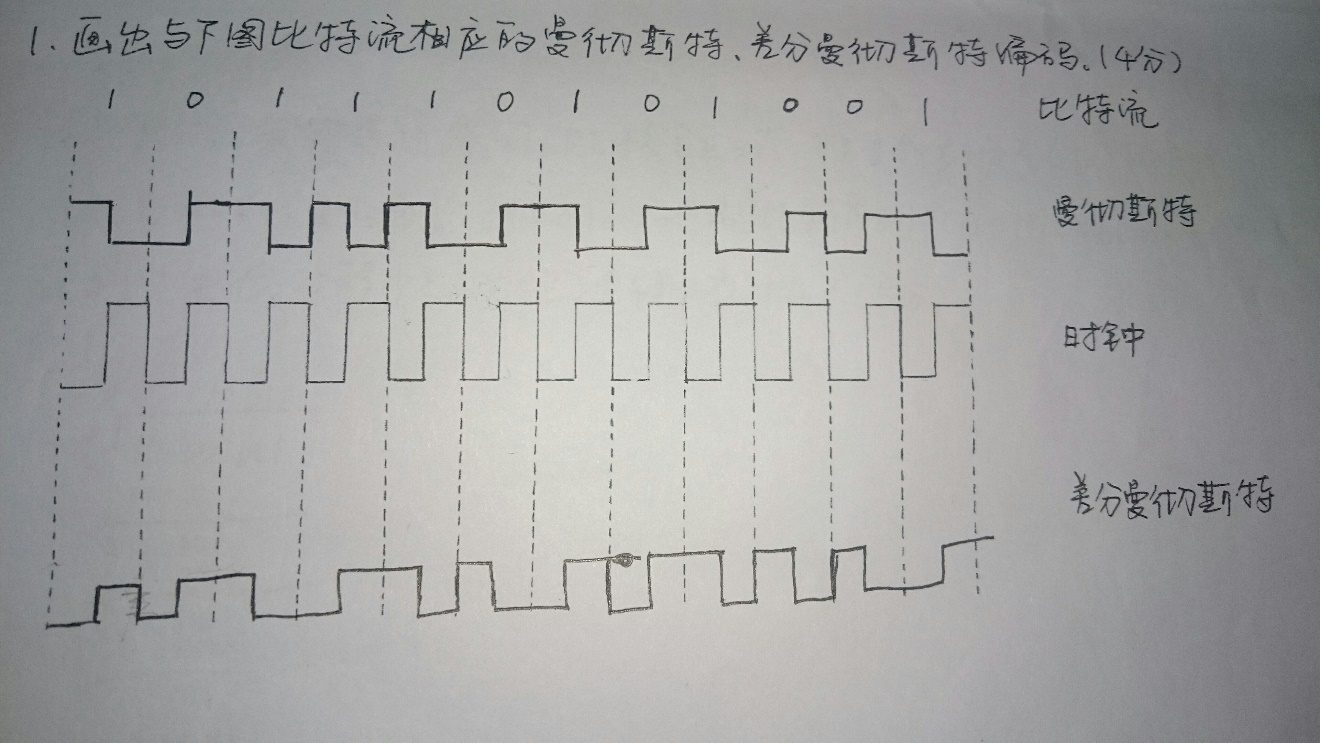 1. 画出与下图比特流相应的曼彻斯特、差分曼彻斯特编码.(4分)
1 0 1 1 1 0 1 0 1 0 0 1 比特流
曼彻斯特
时钟中
差分曼彻斯特